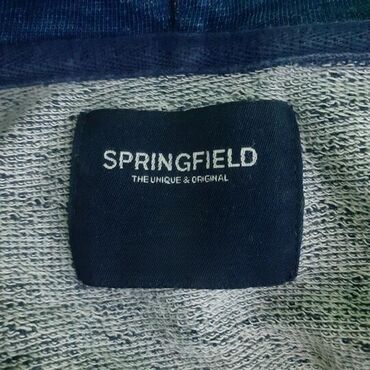 SPRINGFIELD
THE UNIQUE & ORIGINAL